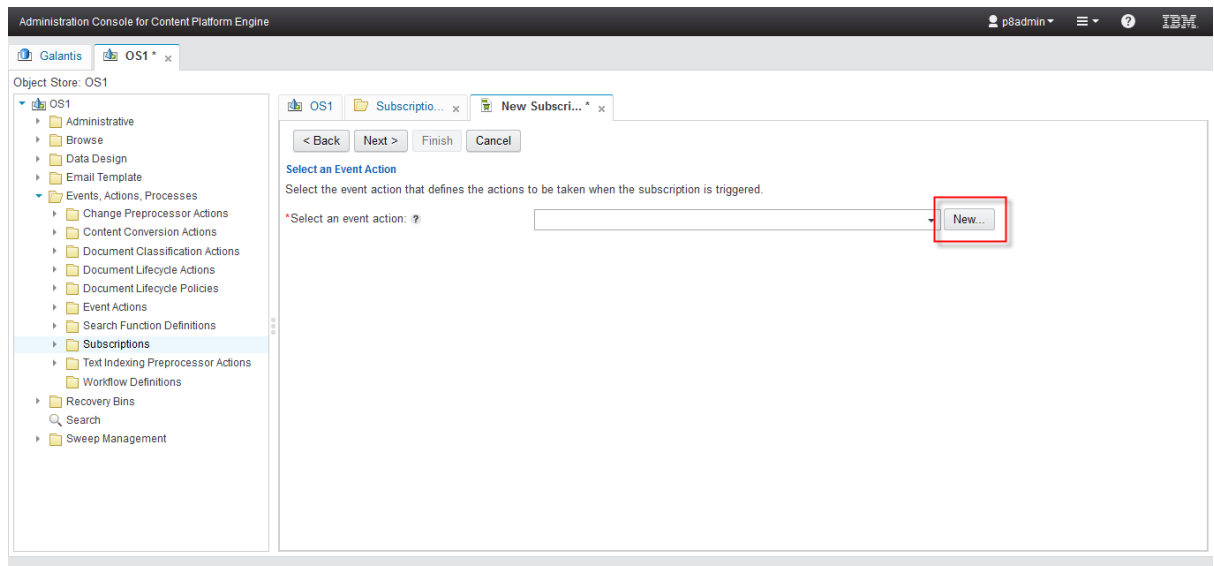 Administration Console for Content Platform Engine p8admin ? IBM.
Galantis OS1 * x
Object Store: OS1
OS1
Administrative
Browse
Data Design
Email Template
Events, Actions, Processes
Change Preprocessor Actions
Content Conversion Actions
Document Classification Actions
Document Lifecycle Actions
Document Lifecycle Policies
Event Actions
Search Function Definitions
Subscriptions
Text Indexing Preprocessor Actions
Workflow Definitions
Recovery Bins
Search
Sweep Management
OS1 Subscriptio... x New Subscri... * x
< Back Next > Finish Cancel
Select an Event Action
Select the event action that defines the actions to be taken when the subscription is triggered.
*Select an event action: ? New...